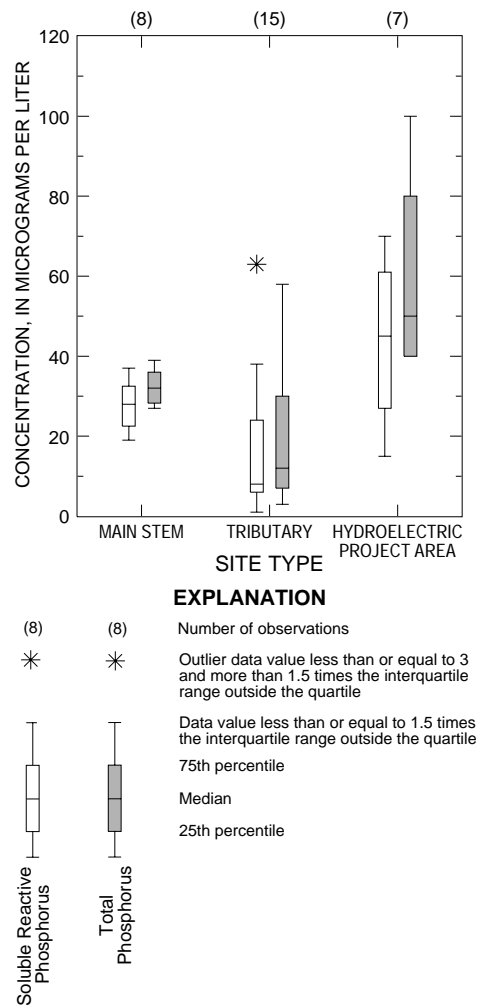 (8) (15) (7)
120
100
80
60
40
20
0
CONCENTRATION, IN MICROGRAMS PER LITER
MAIN STEM TRIBUTARY HYDROELECTRIC
PROJECT AREA
SITE TYPE
EXPLANATION
(8) (8) Number of observations
Outlier data value less than or equal to 3
and more than 1.5 times the interquartile
range outside the quartile
Data value less than or equal to 1.5 times
the interquartile range outside the quartile
75th percentile
Median
25th percentile
Soluble Reactive
Phosphorus
Total
Phosphorus